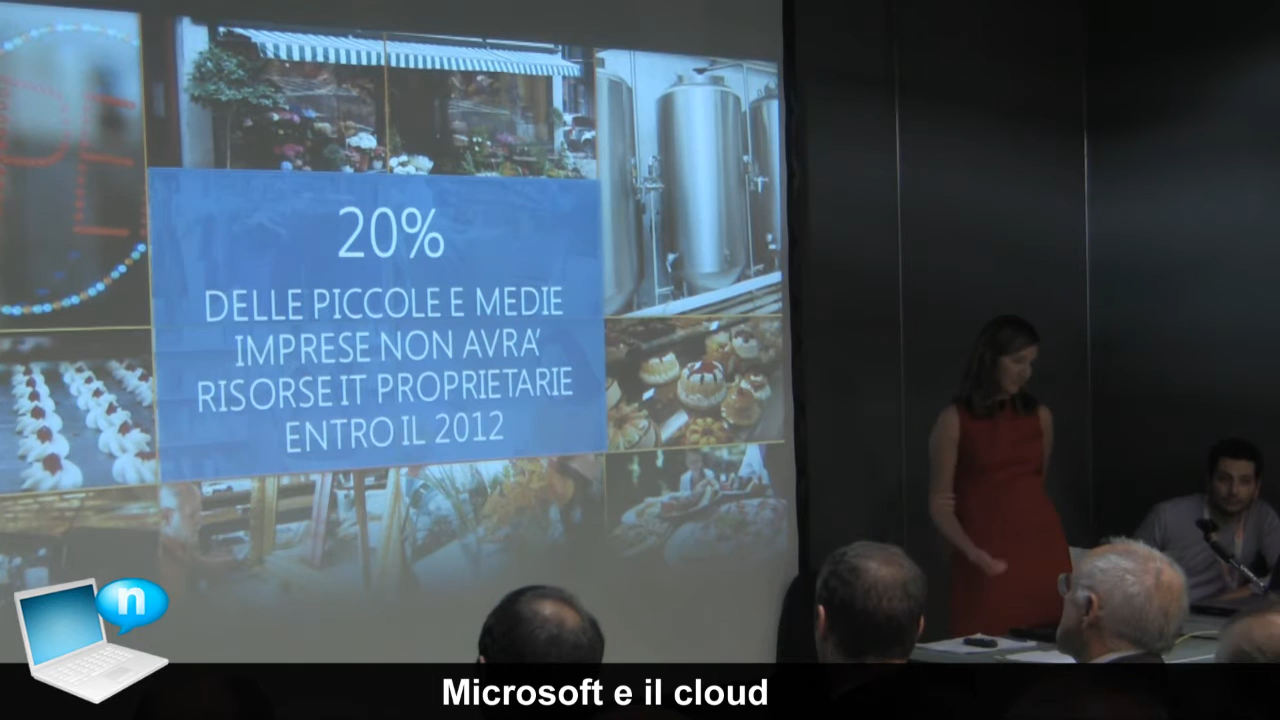 20%
DELLE PICCOLE E MEDIE
IMPRESE NON AVRA'
RISORSE IT PROPRIETARIE
ENTRO IL 2012
n
Microsoft e il cloud